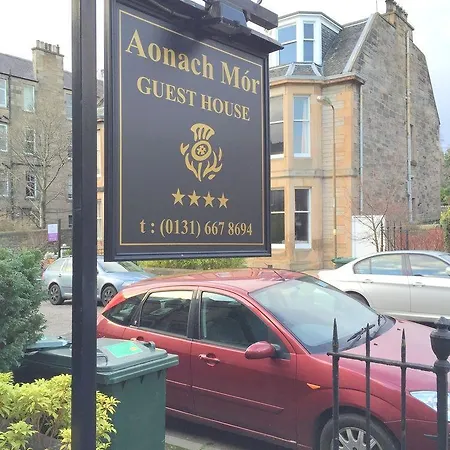 Aonach Mór
GUEST HOUSE
t : (0131) 667 8694